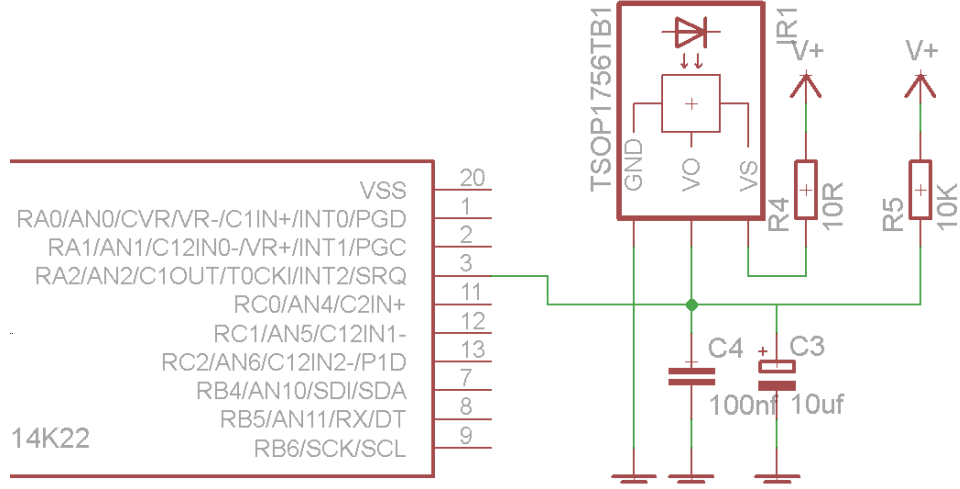 TSOP1756TB1
IR1
V+
V+
GND
VO
VS
R4
10R
R5
10K
VSS
20
RA0/AN0/CVR/VR-/C1IN+/INT0/PGD
1
RA1/AN1/C12IN0-/VR+/INT1/PGC
2
RA2/AN2/C1OUT/T0CKI/INT2/SRQ
3
RC0/AN4/C2IN+
11
RC1/AN5/C12IN1-
12
RC2/AN6/C12IN2-/P1D
13
RB4/AN10/SDI/SDA
7
RB5/AN11/RX/DT
8
RB6/SCK/SCL
9
14K22
C4
100nf
+
C3
10uf